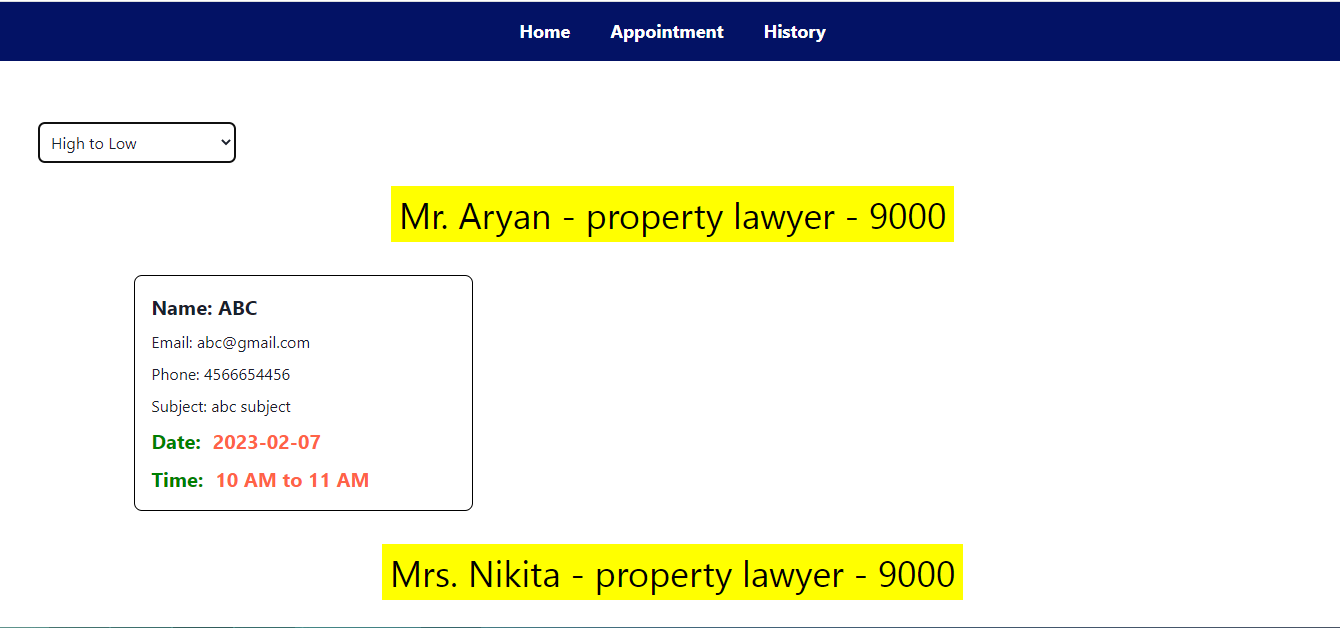 Home Appointment History
High to Low
Mr. Aryan - property lawyer - 9000
Name: ABC
Email: abc@gmail.com
Phone: 4566654456
Subject: abc subject
Date: 2023-02-07
Time: 10 AM to 11 AM
Mrs. Nikita - property lawyer - 9000